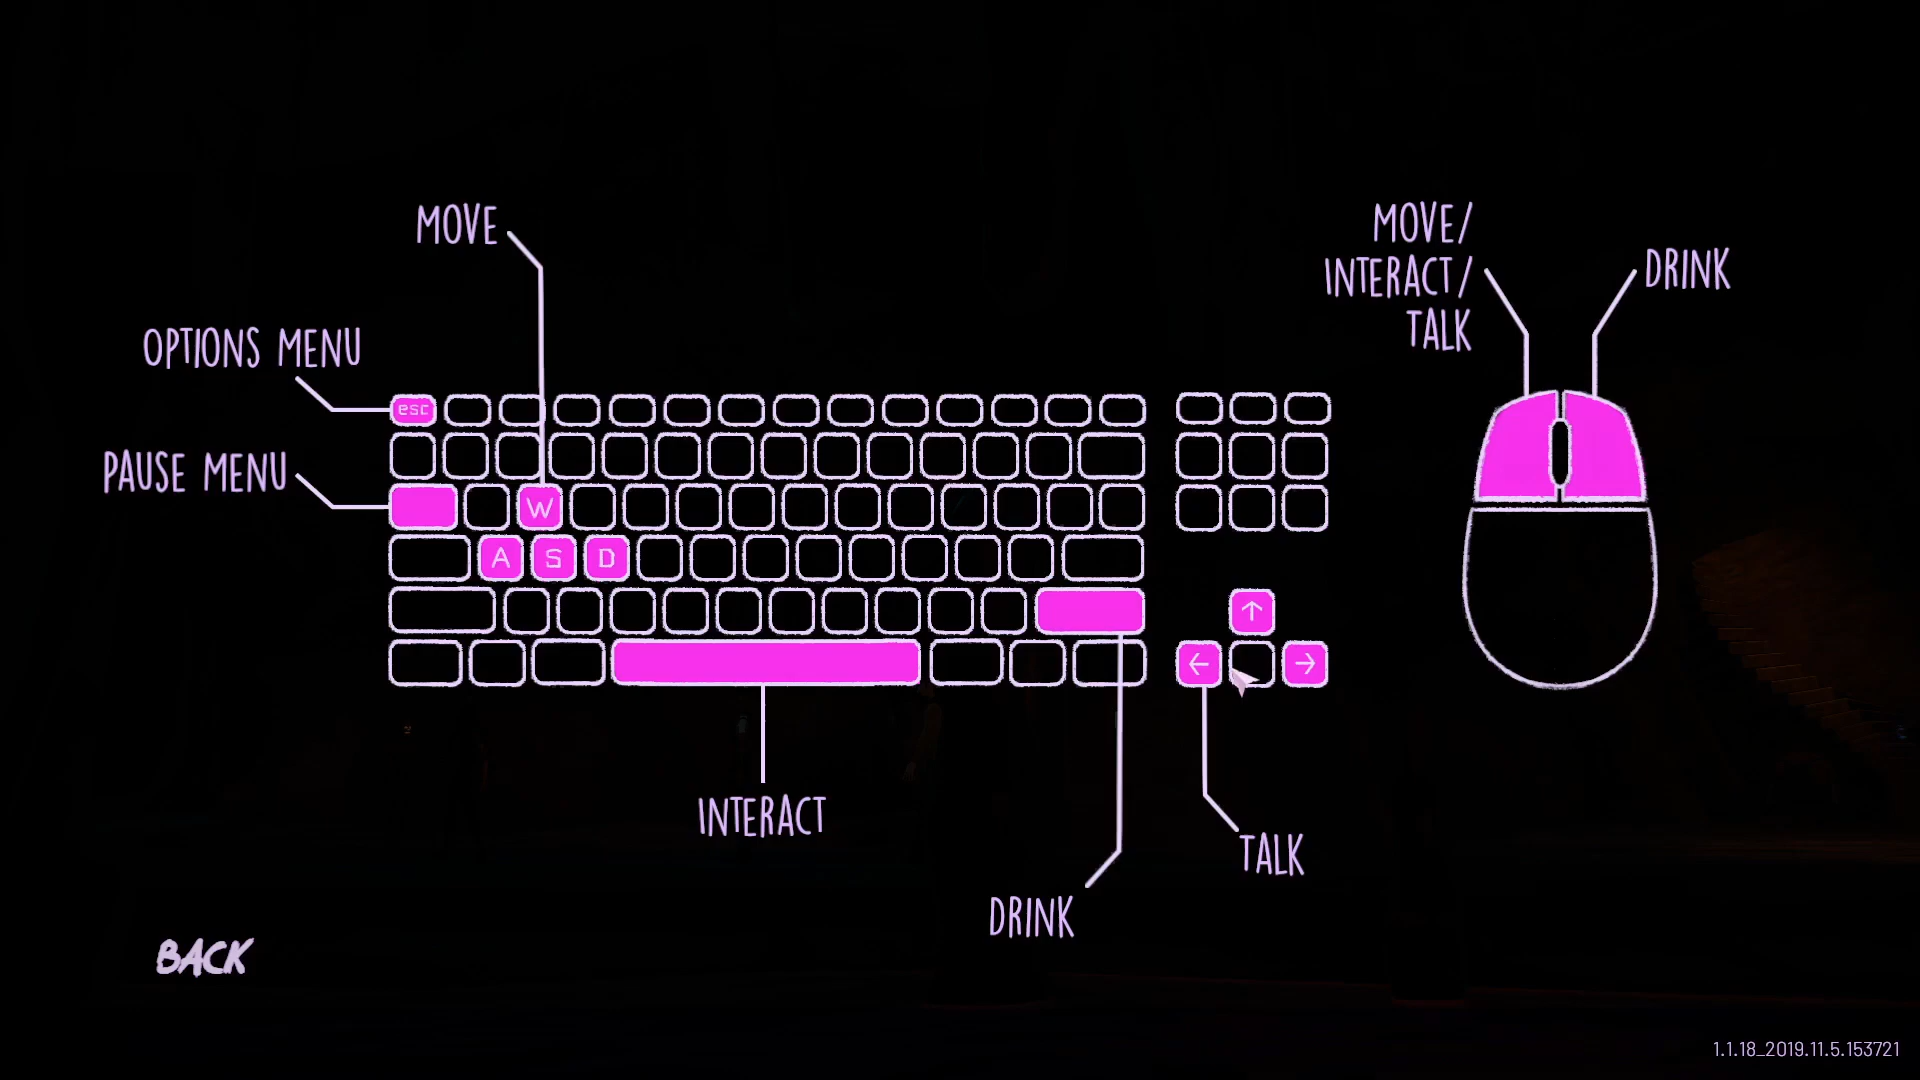 MOVE
MOVE/
INTERACT/
TALK
DRINK
OPTIONS MENU
esc
PAUSE MENU
W
A S D
↑
← →
INTERACT
TALK
DRINK
BACK
1.1.18_2019.11.5.153721